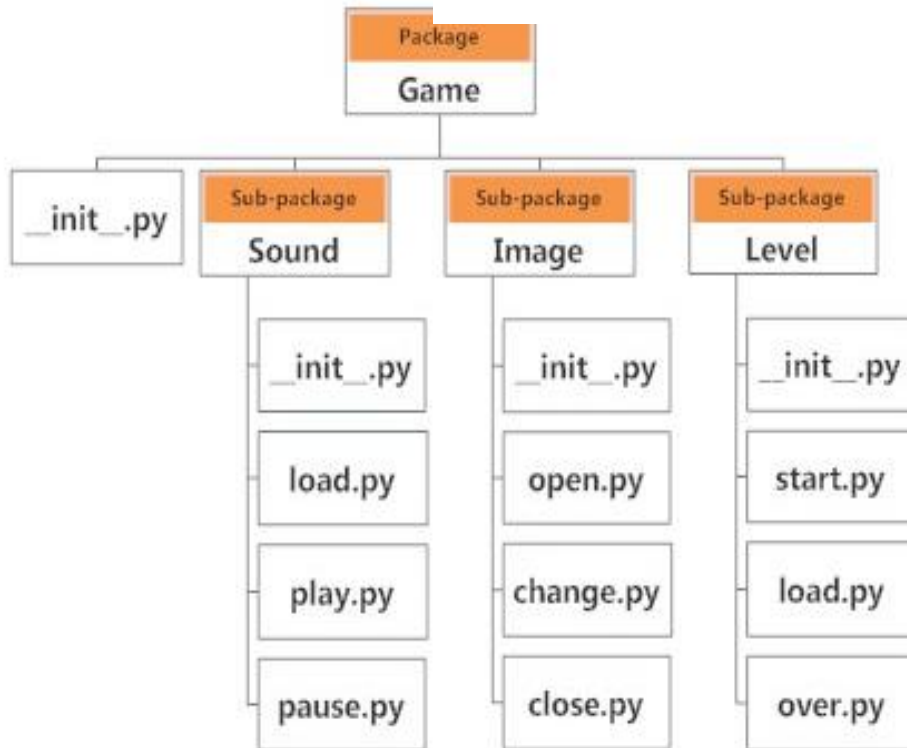 Package
Game
__init__.py
Sub-package
Sound
Sub-package
Image
Sub-package
Level
__init__.py
load.py
play.py
pause.py
__init__.py
open.py
change.py
close.py
__init__.py
start.py
load.py
over.py